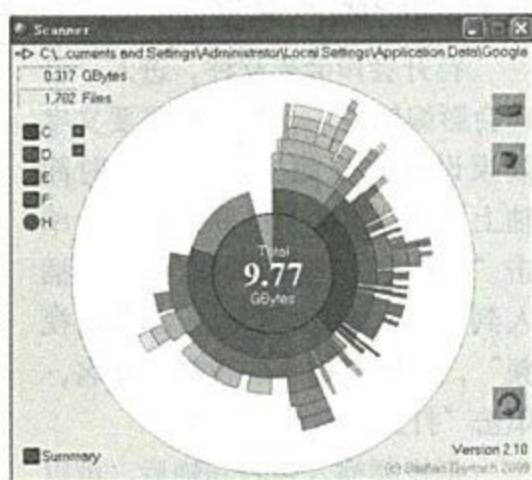 Scanner
C\...cuments and Settings\Administrator\Local Settings\Application Data\Google
0.317 GBytes
1,702 Files
C
D
E
F
H
Total
9.77
GBytes
Summary
Version 2.10
(c) Steffen Gerlach 2009